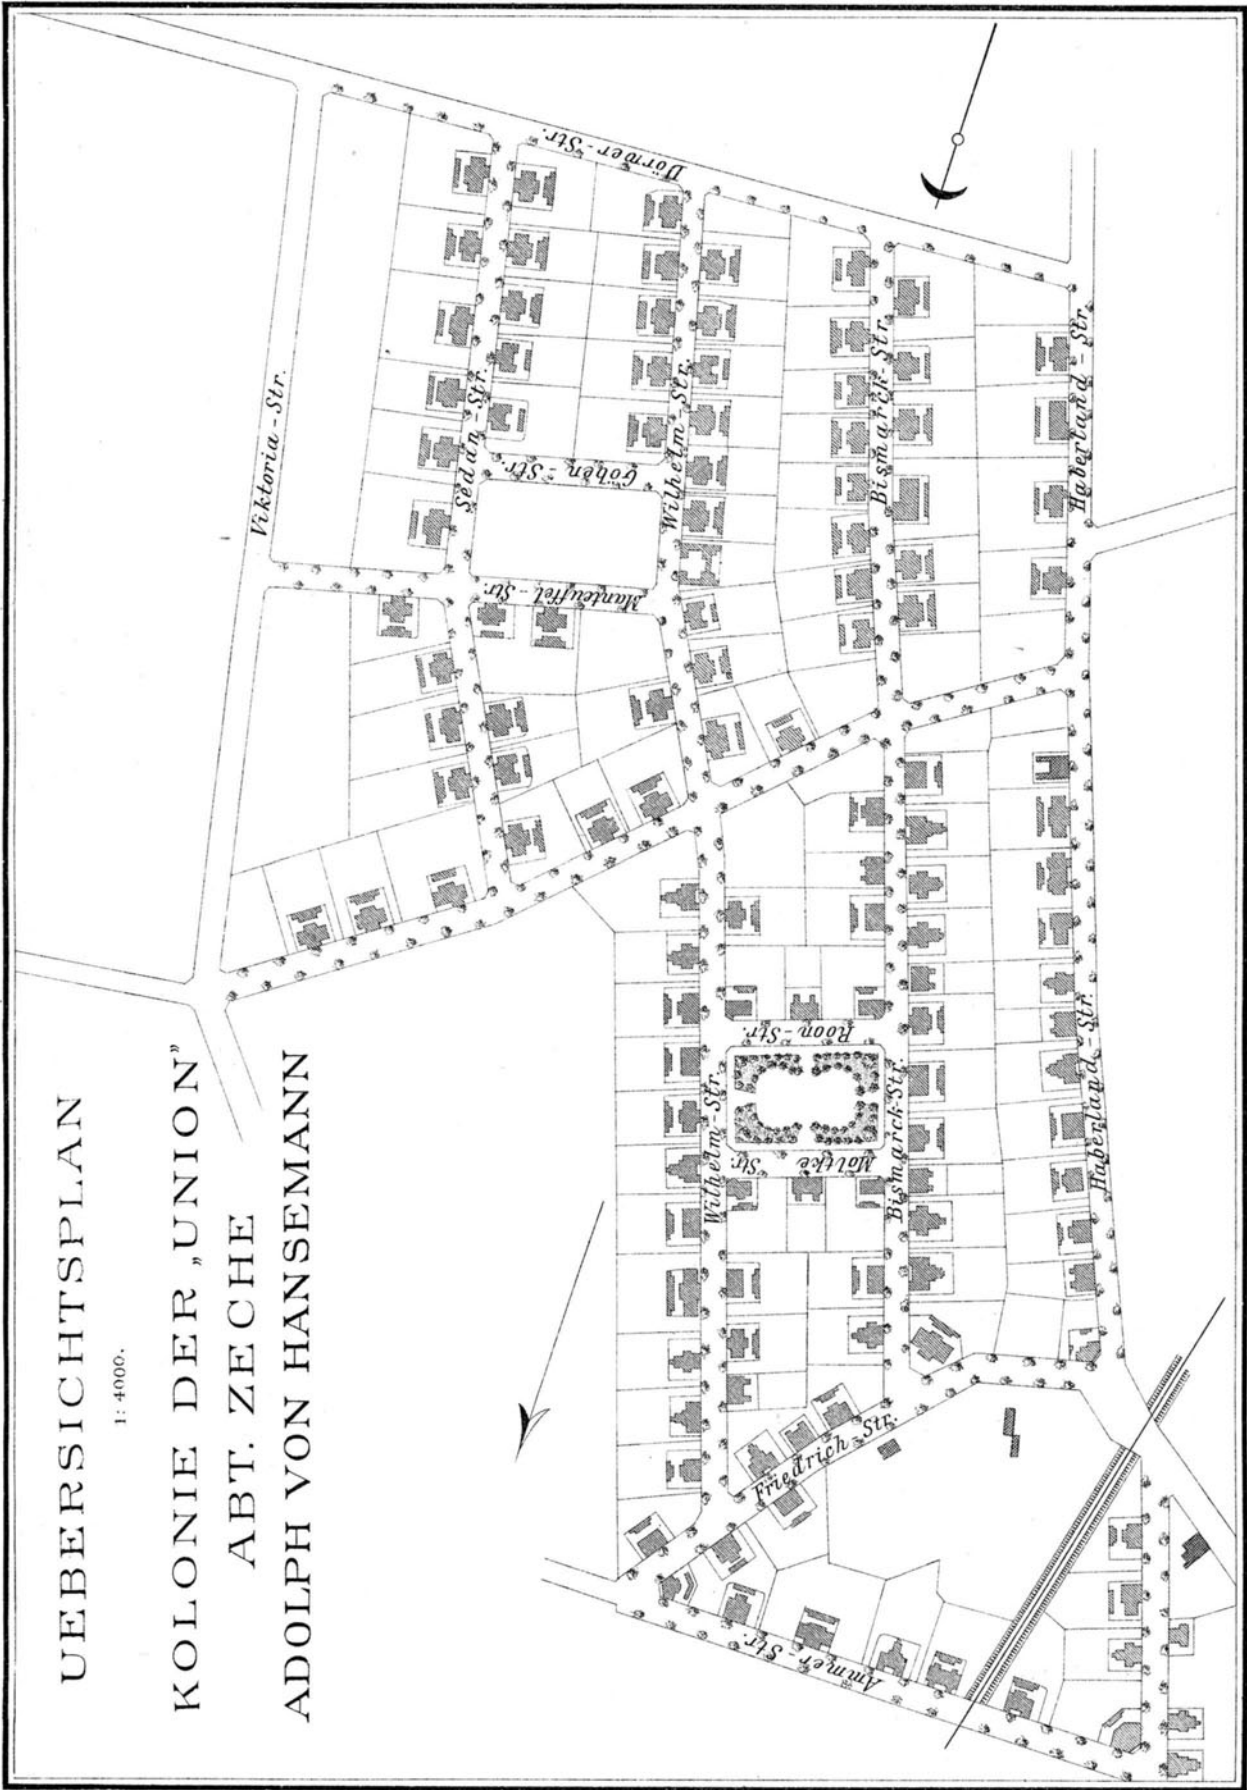 UEBERSICHTSPLAN
1:4000.
KOLONIE DER „UNION”
ABT. ZECHE
ADOLPH VON HANSEMANN
Dörwer-Str.
Viktoria-Str.
Sedan-Str.
Göben-Str.
Wilhelm-Str.
Bismarck-Str.
Haberland-Str.
Manteuffel-Str.
Roon-Str.
Wilhelm-Str.
Moltke Str.
Bismarck-Str.
Haberland-Str.
Friedrich-Str.
Ammer-Str.